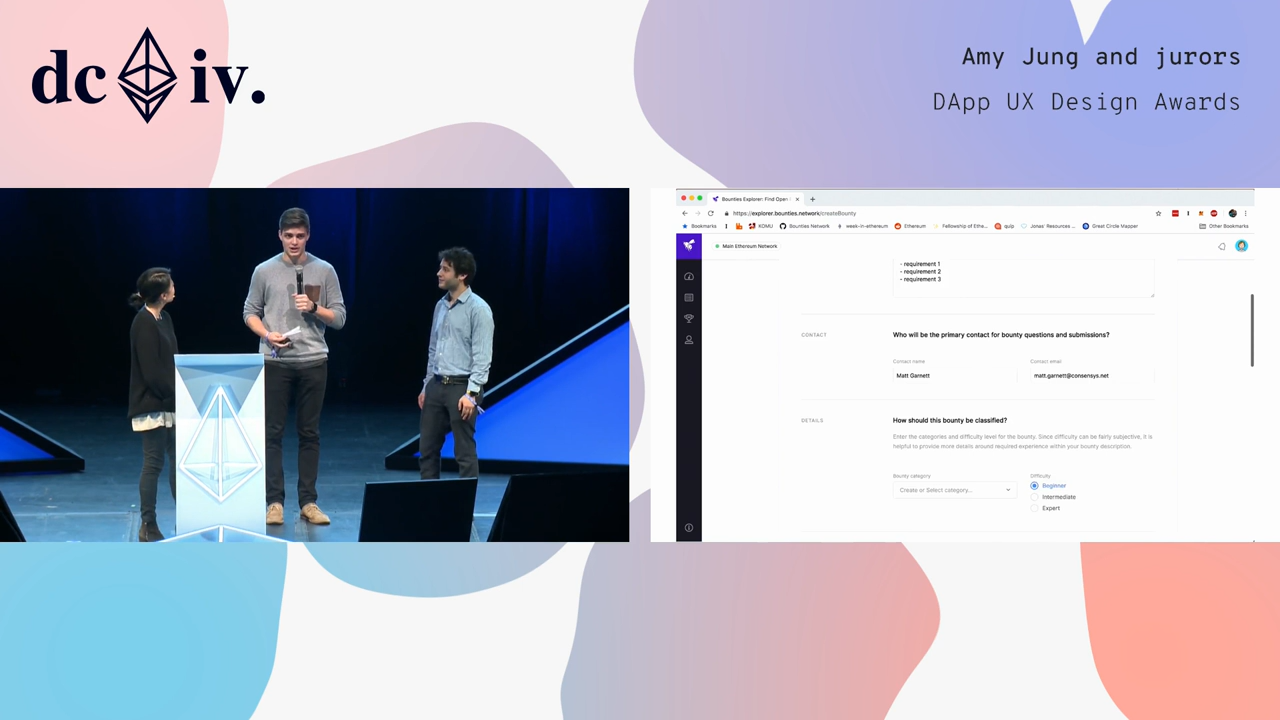 dc iv.
Amy Jung and jurors
DApp UX Design Awards
Bounties Explorer: Find Open
https://explorer.bounties.network/createBounty
Bookmarks KOMU Bounties Network week-in-ethereum Ethereum Fellowship of Ethe... quip Jonas' Resources ... Great Circle Mapper Other Bookmarks
Main Ethereum Network
- requirement 1
- requirement 2
- requirement 3
CONTACT Who will be the primary contact for bounty questions and submissions?
Contact name Contact email
Matt Garnett matt.garnett@consensys.net
DETAILS How should this bounty be classified?
Enter the categories and difficulty level for the bounty. Since difficulty can be fairly subjective, it is
helpful to provide more details around required experience within your bounty description.
Bounty category Difficulty
Create or Select category... Beginner
Intermediate
Expert